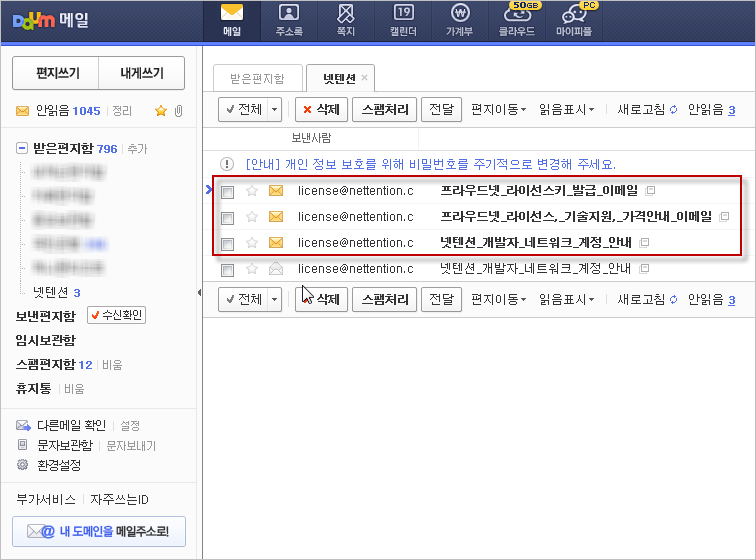 Daum 메일
메일 주소록 쪽지 캘린더 가계부 클라우드 마이피플
19 50GB PC
편지쓰기 내게쓰기
안읽음 1045 정리
받은편지함 796 추가
넷텐션 3
보낸편지함 수신확인
임시보관함
스팸편지함 12 비움
휴지통 비움
다른메일 확인 설정
문자보관함 문자보내기
환경설정
부가서비스 자주쓰는ID
내 도메인을 메일주소로!
받은편지함 넷텐션 ×
전체 삭제 스팸처리 전달 편지이동 읽음표시 새로고침 안읽음 3
보낸사람
[안내] 개인 정보 보호를 위해 비밀번호를 주기적으로 변경해 주세요.
license@nettention.c 프라우드넷_라이선스키_발급_이메일
license@nettention.c 프라우드넷_라이선스,_기술지원,_가격안내_이메일
license@nettention.c 넷텐션_개발자_네트워크_계정_안내
license@nettention.c 넷텐션_개발자_네트워크_계정_안내
전체 삭제 스팸처리 전달 편지이동 읽음표시 새로고침 안읽음 3